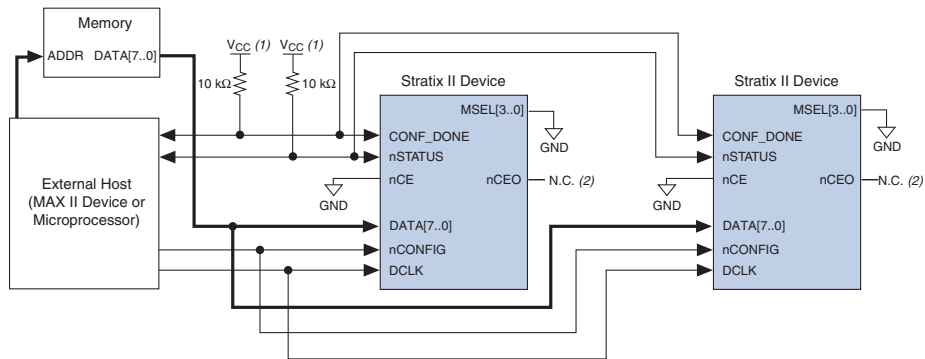 Memory
ADDR DATA[7..0]
VCC (1) VCC (1)
10 kΩ 10 kΩ
Stratix II Device
Stratix II Device
MSEL[3..0]
MSEL[3..0]
GND
GND
CONF_DONE
CONF_DONE
nSTATUS
nSTATUS
External Host
(MAX II Device or
Microprocessor)
nCE nCEO N.C. (2)
nCE nCEO N.C. (2)
GND
GND
DATA[7..0]
DATA[7..0]
nCONFIG
nCONFIG
DCLK
DCLK